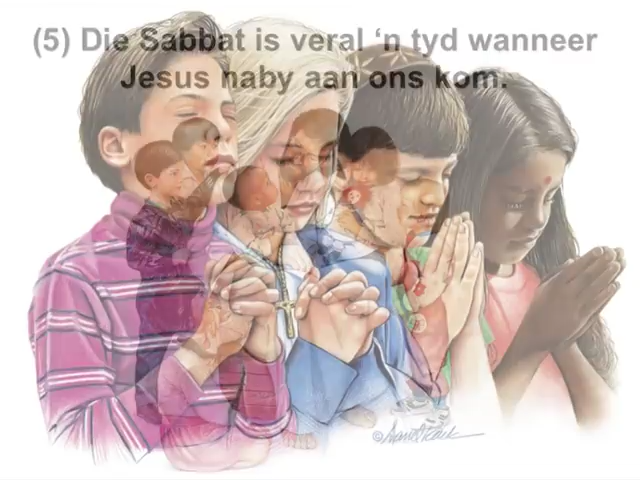 (5) Die Sabbat is veral ‘n tyd wanneer
Jesus naby aan ons kom.